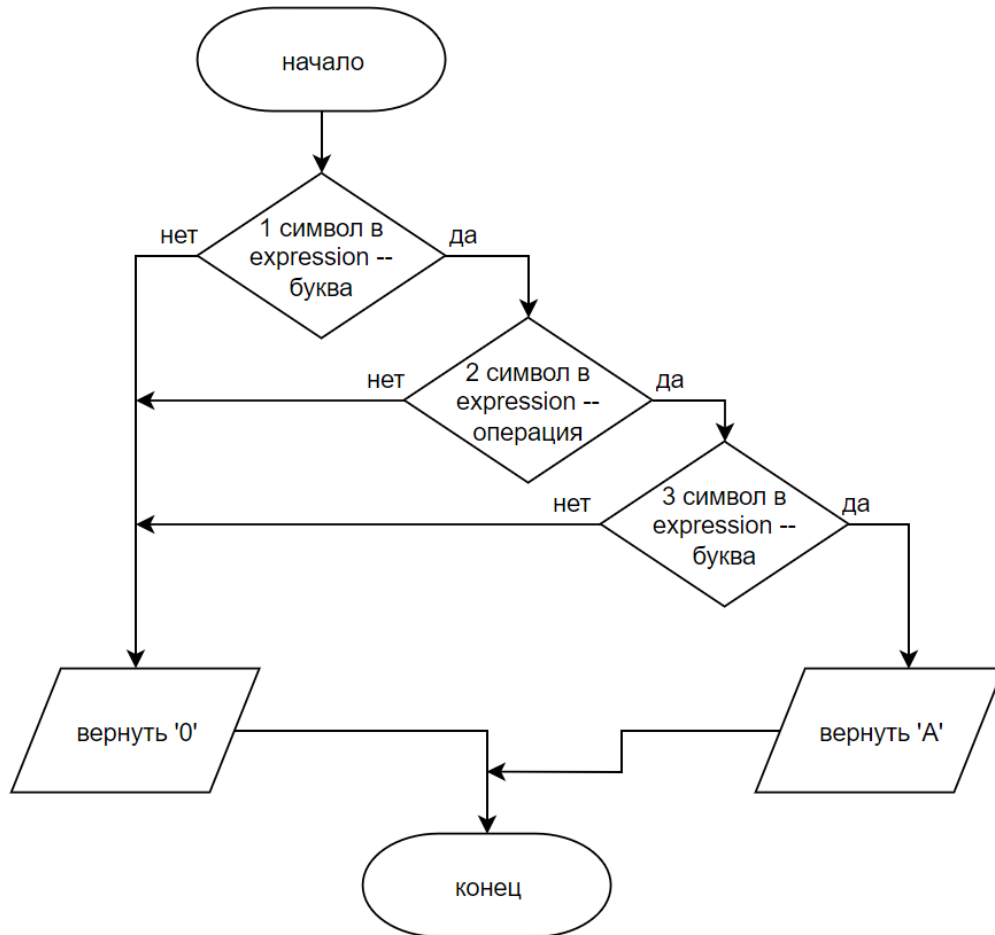 начало
1 символ в
expression --
буква
нет
да
2 символ в
expression --
операция
нет
да
3 символ в
expression --
буква
нет
да
вернуть '0'
вернуть 'А'
конец